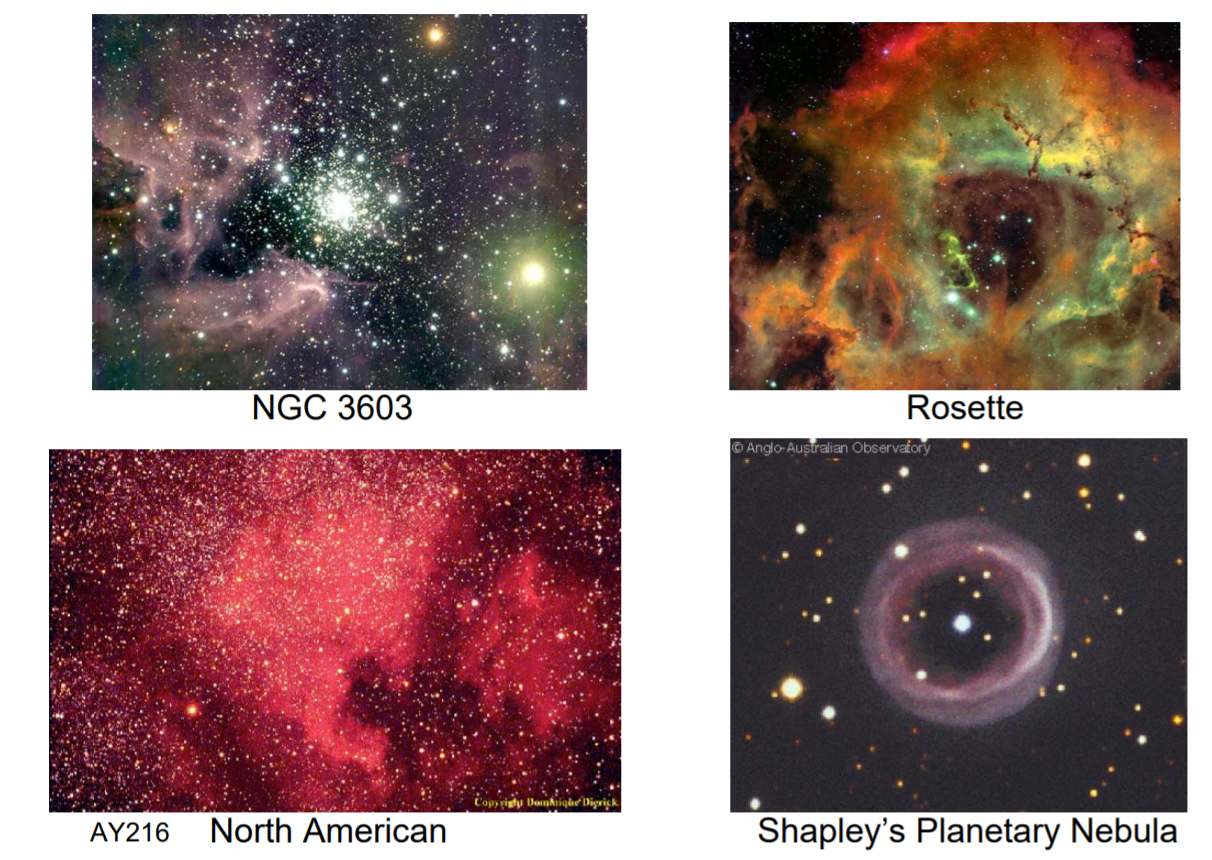 NGC 3603
Rosette
© Anglo-Australian Observatory
Copyright Dominique Dierick
AY216
North American
Shapley’s Planetary Nebula